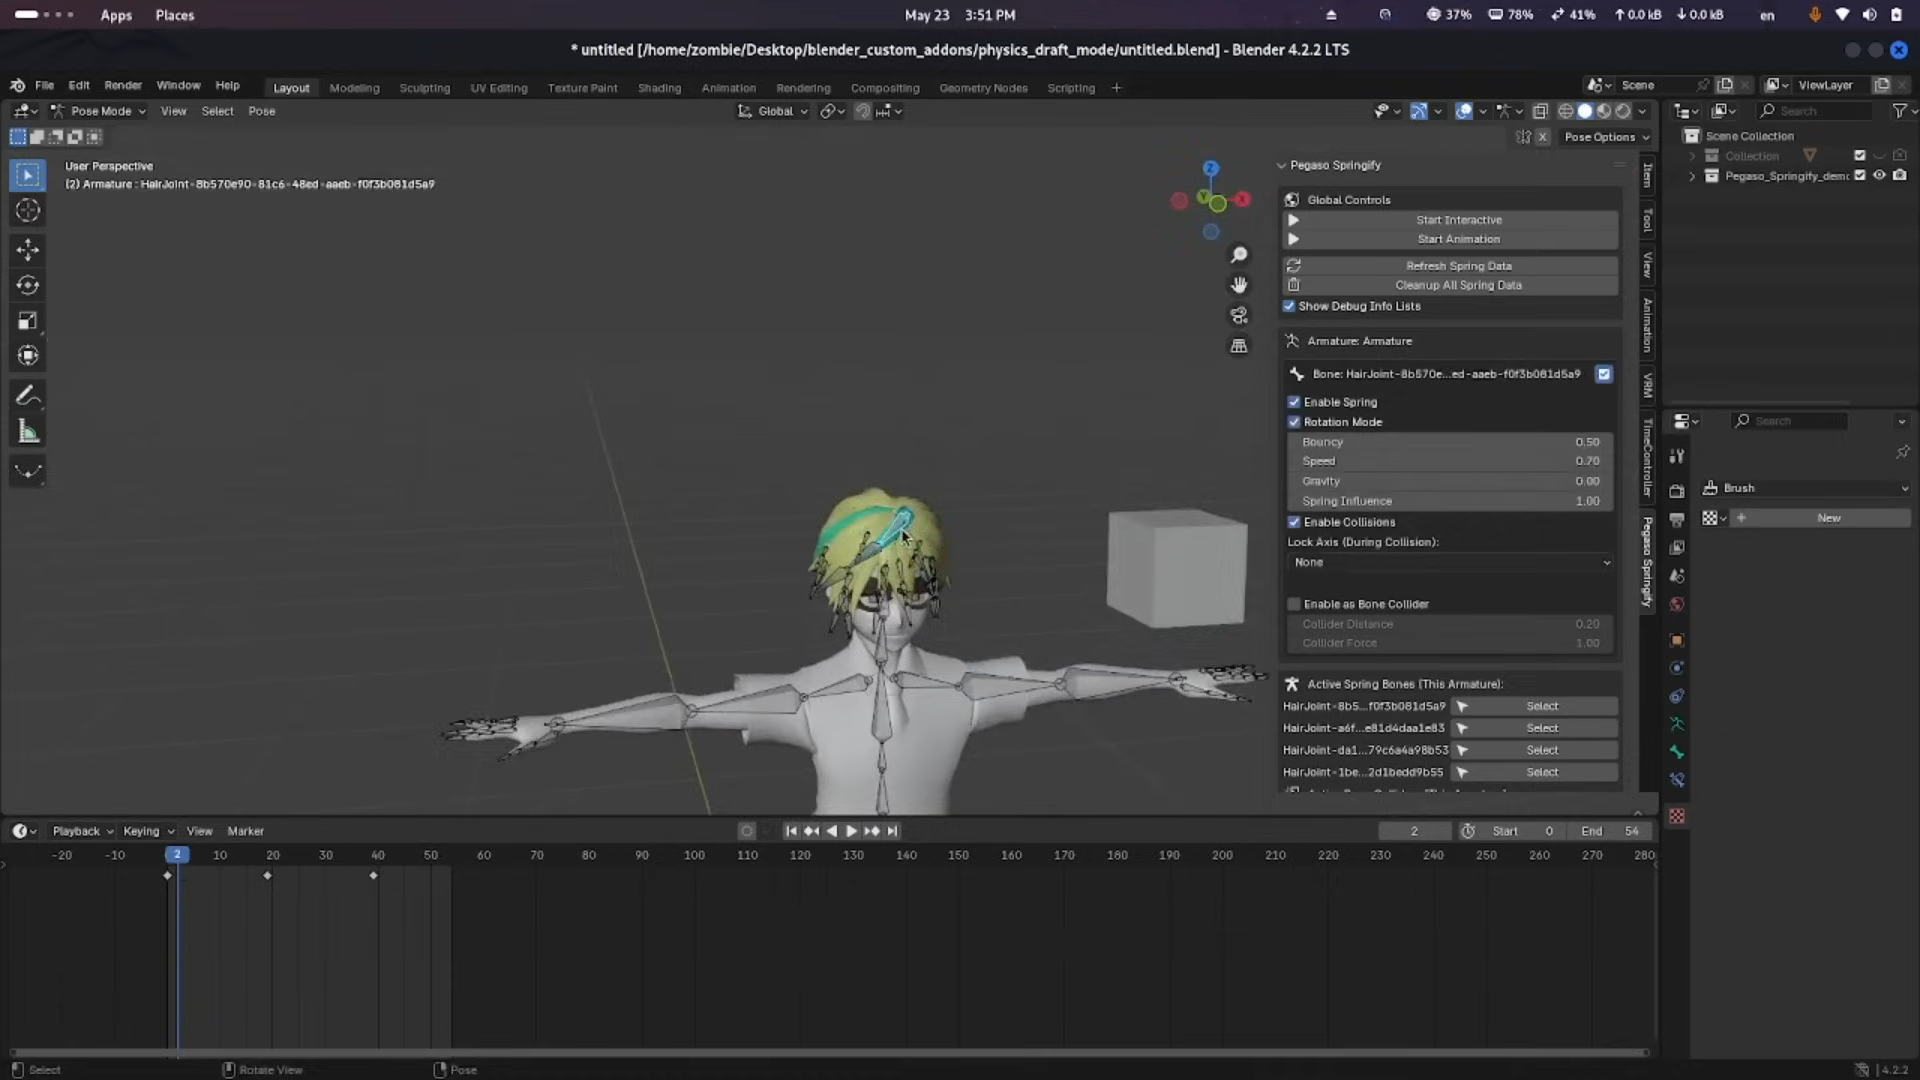 Apps Places May 23 3:51 PM 37% 78% 41% 0.0 kB 0.0 kB en
* untitled [/home/zombie/Desktop/blender_custom_addons/physics_draft_mode/untitled.blend] - Blender 4.2.2 LTS
File Edit Render Window Help Layout Modeling Sculpting UV Editing Texture Paint Shading Animation Rendering Compositing Geometry Nodes Scripting + Scene ViewLayer
Pose Mode View Select Pose Global Search
Pose Options
Scene Collection
Collection
Pegaso_Springify_demo
User Perspective
(2) Armature : HairJoint-8b570e90-81c6-48ed-aaeb-f0f3b081d5a9
Z
X
Y
Pegaso Springify
Global Controls
Start Interactive
Start Animation
Refresh Spring Data
Cleanup All Spring Data
Show Debug Info Lists
Armature: Armature
Bone: HairJoint-8b570e...ed-aaeb-f0f3b081d5a9
Enable Spring
Rotation Mode
Bouncy 0.50
Speed 0.70
Gravity 0.00
Spring Influence 1.00
Enable Collisions
Lock Axis (During Collision):
None
Enable as Bone Collider
Collider Distance 0.20
Collider Force 1.00
Active Spring Bones (This Armature):
HairJoint-8b5...f0f3b081d5a9 Select
HairJoint-a6f...e81d4daa1e83 Select
HairJoint-da1...79c6a4a98b53 Select
HairJoint-1be...2d1bedd9b55 Select
Item
Tool
View
Animation
VRM
TimeController
Pegaso Springify
Search
Brush
+ New
Playback Keying View Marker 2 Start 0 End 54
-20 -10 2 10 20 30 40 50 60 70 80 90 100 110 120 130 140 150 160 170 180 190 200 210 220 230 240 250 260 270 280
Select Rotate View Pose 4.2.2